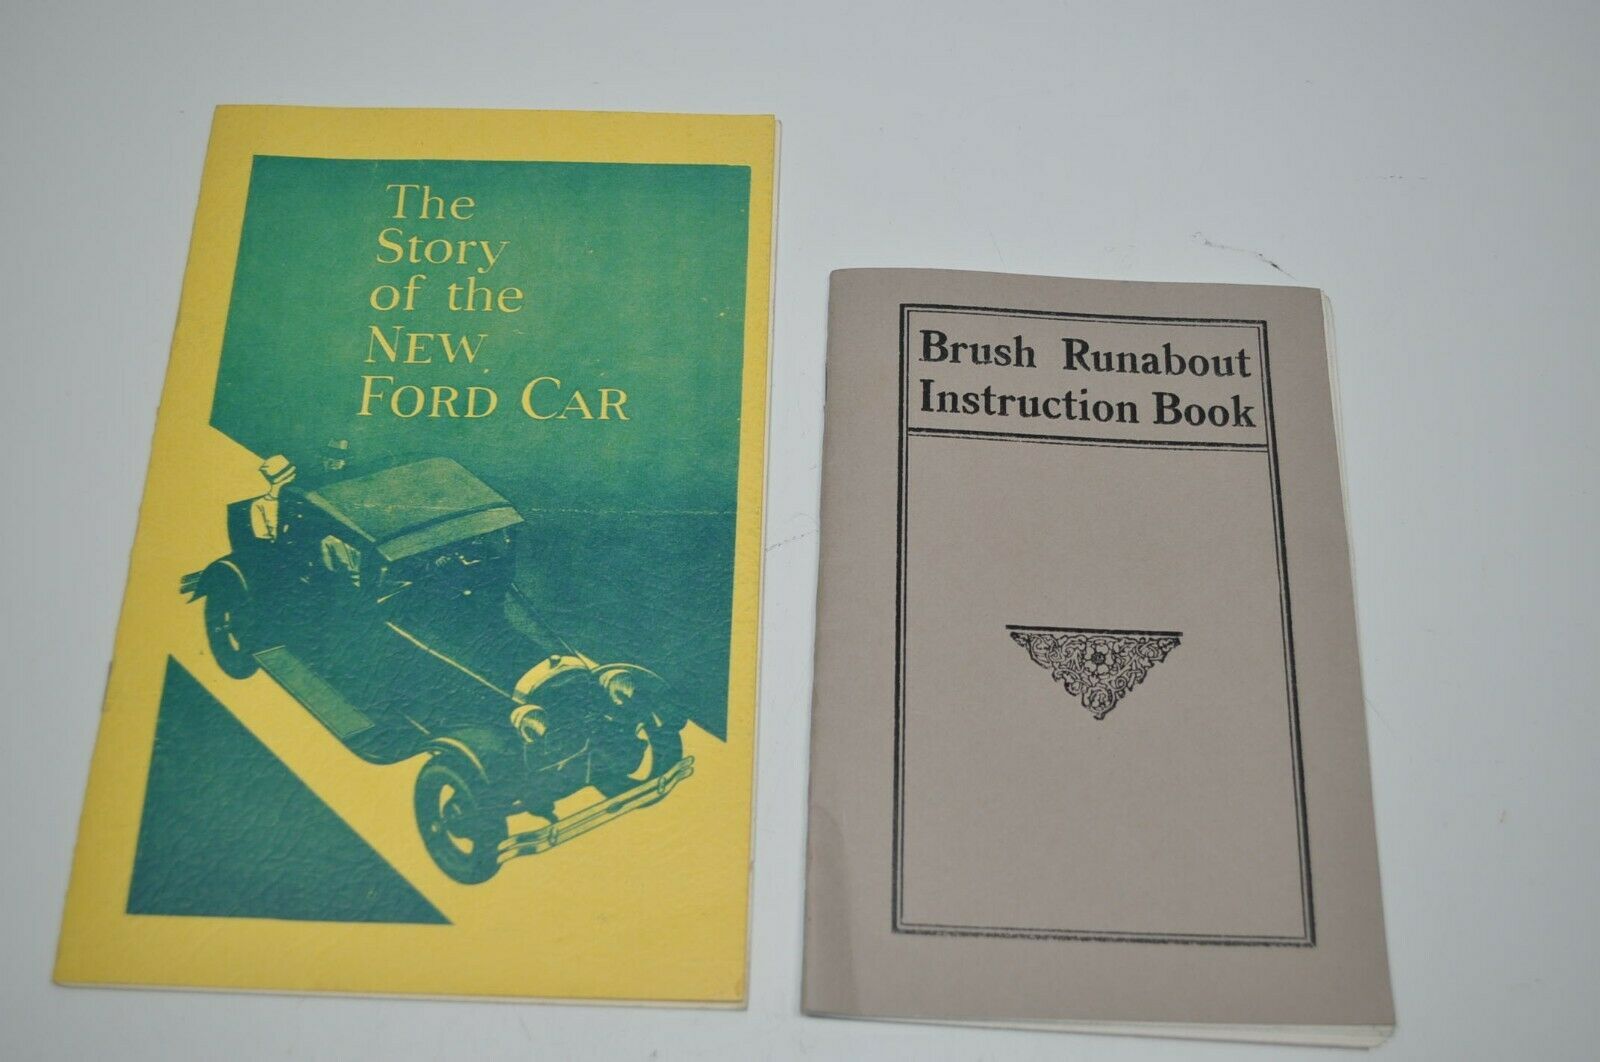 The
Story
of the
NEW
FORD CAR
Brush Runabout
Instruction Book